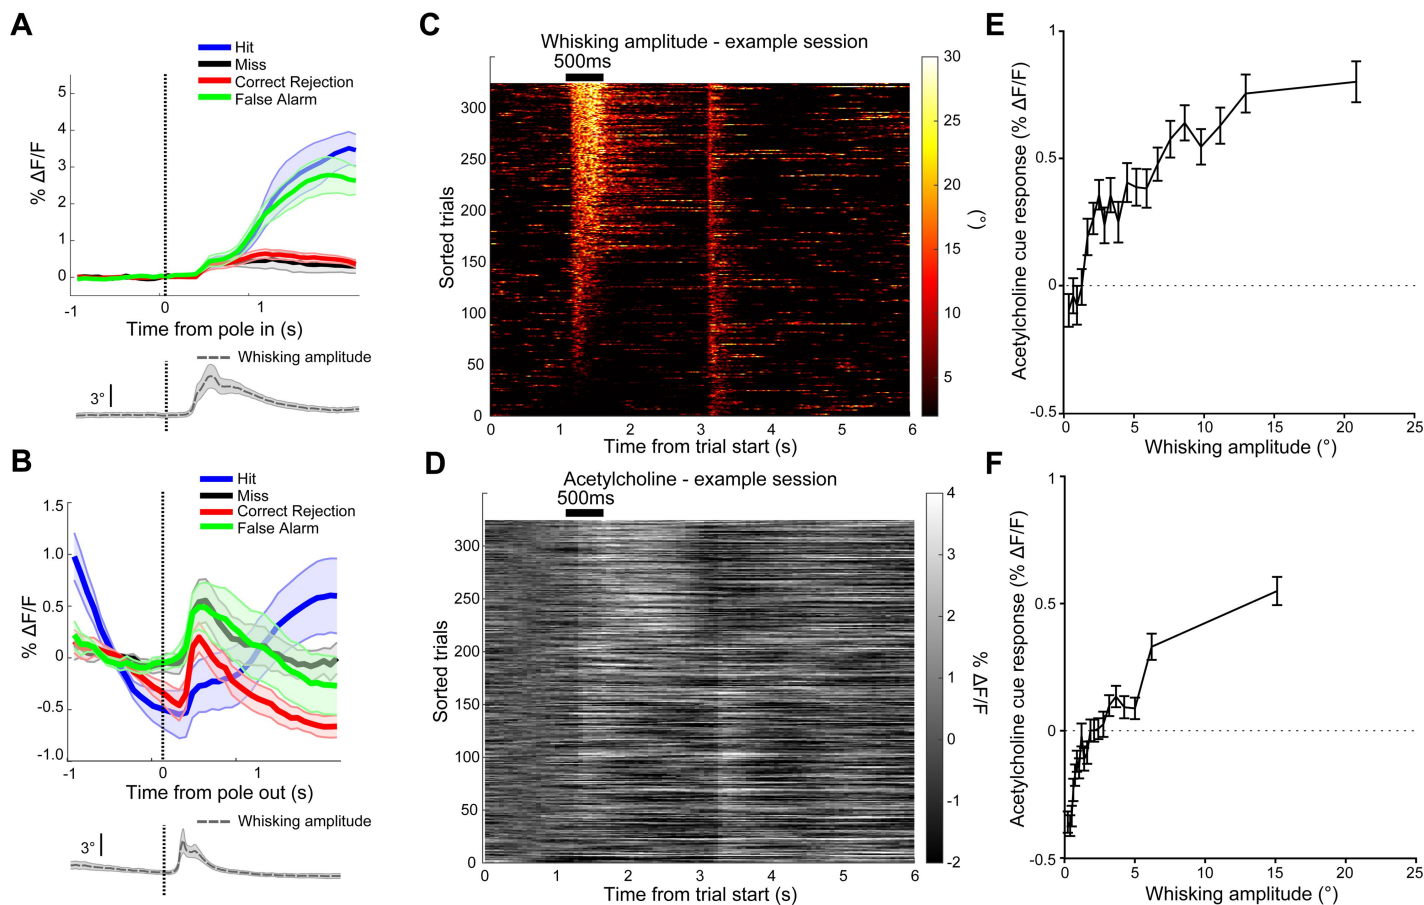 A
Hit
Miss
Correct Rejection
False Alarm
% ΔF/F
5
4
3
2
1
0
-1
0
1
Time from pole in (s)
Whisking amplitude
3°
B
Hit
Miss
Correct Rejection
False Alarm
% ΔF/F
1.5
1.0
0.5
0
-0.5
-1.0
-1
0
1
Time from pole out (s)
Whisking amplitude
3°
C
Whisking amplitude - example session
500ms
Sorted trials
300
250
200
150
100
50
0
0 1 2 3 4 5 6
Time from trial start (s)
30
25
20
15
10
5
(°)
D
Acetylcholine - example session
500ms
Sorted trials
300
250
200
150
100
50
0
0 1 2 3 4 5 6
Time from trial start (s)
4
3
2
1
0
-1
-2
% ΔF/F
E
Acetylcholine cue response (% ΔF/F)
1
0.5
0
-0.5
0 5 10 15 20 25
Whisking amplitude (°)
F
Acetylcholine cue response (% ΔF/F)
1
0.5
0
-0.5
0 5 10 15 20 25
Whisking amplitude (°)